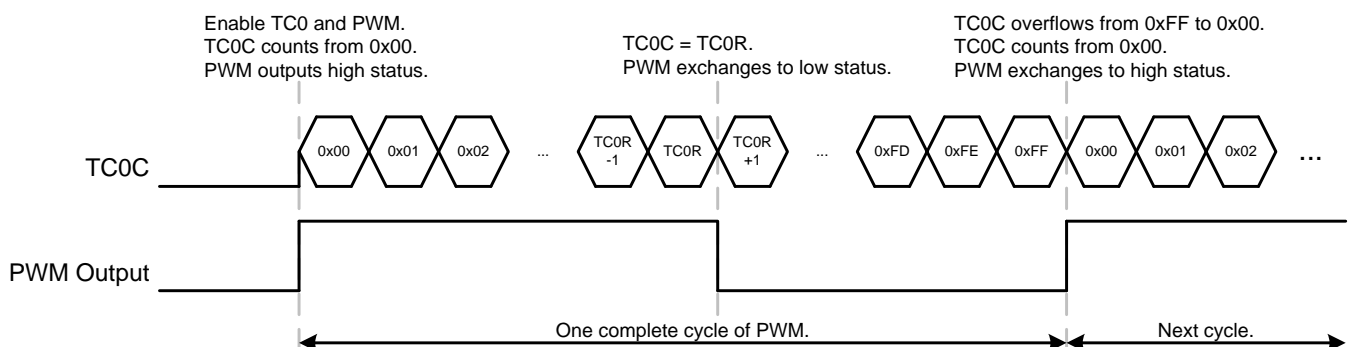 Enable TC0 and PWM.
TC0C counts from 0x00.
PWM outputs high status.
TC0C = TC0R.
PWM exchanges to low status.
TC0C overflows from 0xFF to 0x00.
TC0C counts from 0x00.
PWM exchanges to high status.
TC0C
0x00
0x01
0x02
...
TC0R
-1
TC0R
TC0R
+1
...
0xFD
0xFE
0xFF
0x00
0x01
0x02
...
PWM Output
One complete cycle of PWM.
Next cycle.